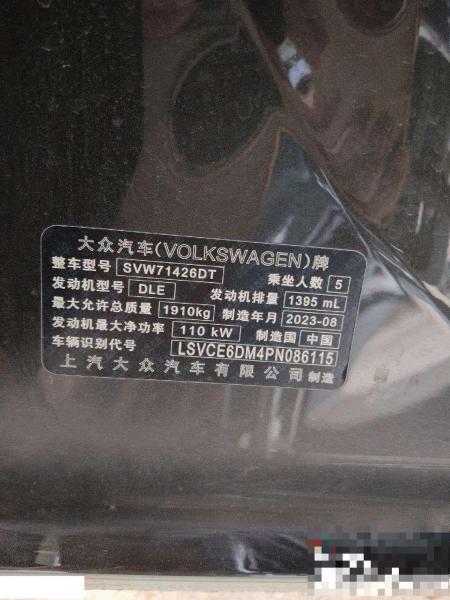 大众汽车(VOLKSWAGEN)牌
整车型号 SVW71426DT 乘坐人数 5
发动机型号 DLE 发动机排量 1395 mL
最大允许总质量 1910kg 制造年月 2023-08
发动机最大净功率 110 kW 制造国 中国
车辆识别代号 LSVCE6DM4PN086115
上汽大众汽车有限公司 制造